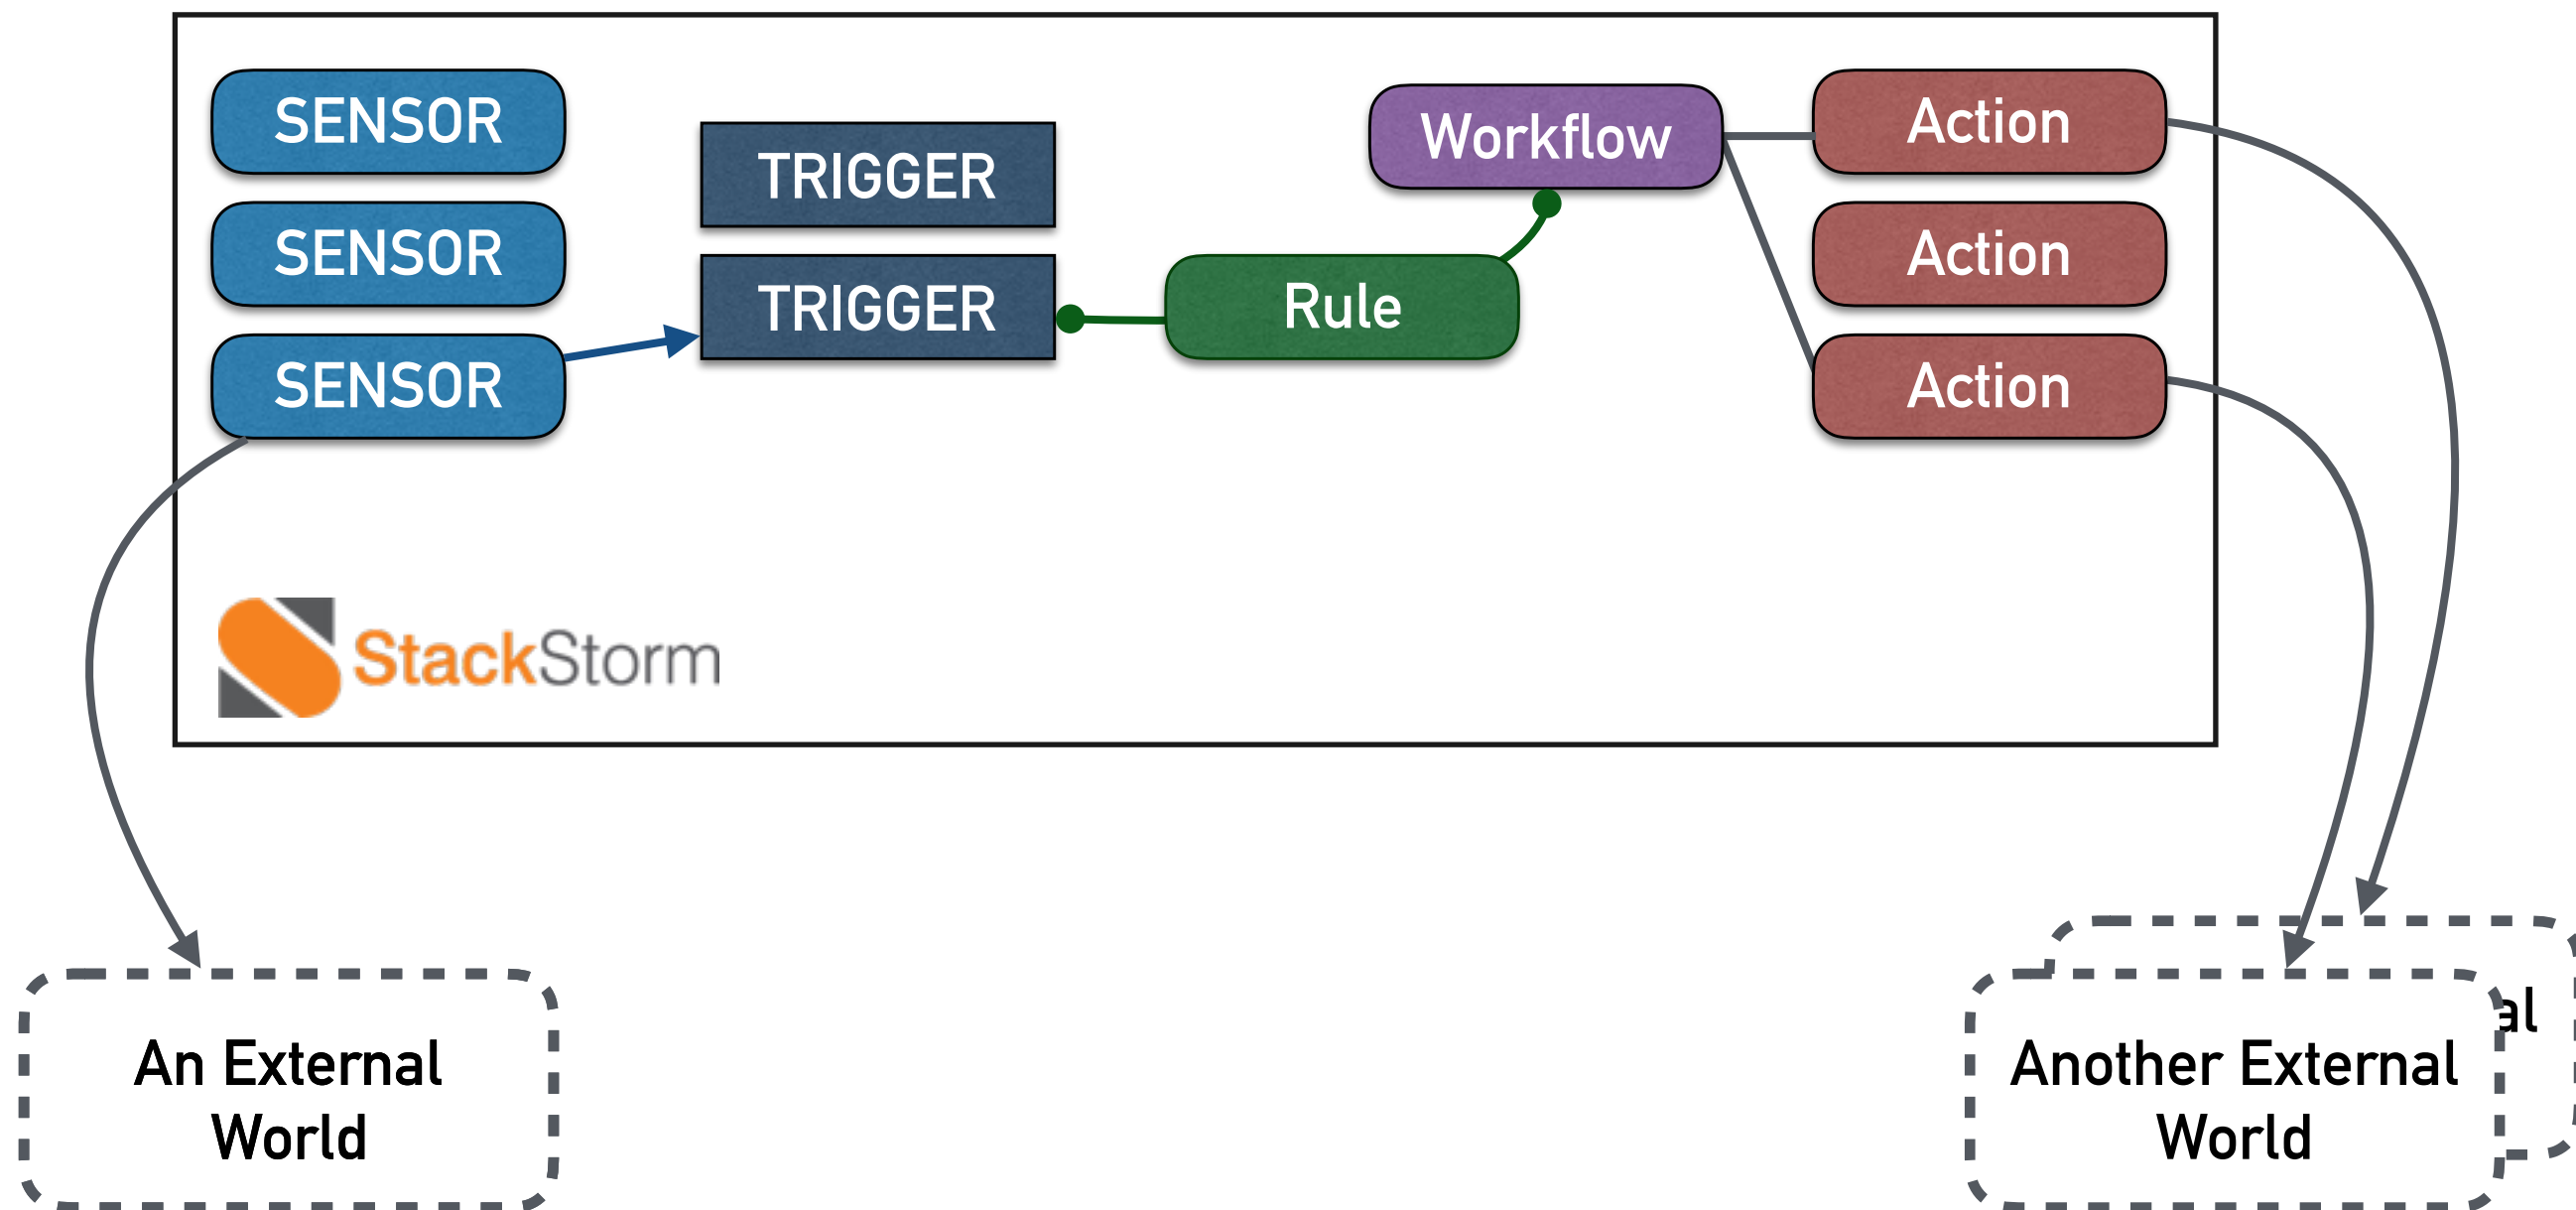 SENSOR
SENSOR
SENSOR
TRIGGER
TRIGGER
Rule
Workflow
Action
Action
Action
StackStorm
An External
World
Another External
World